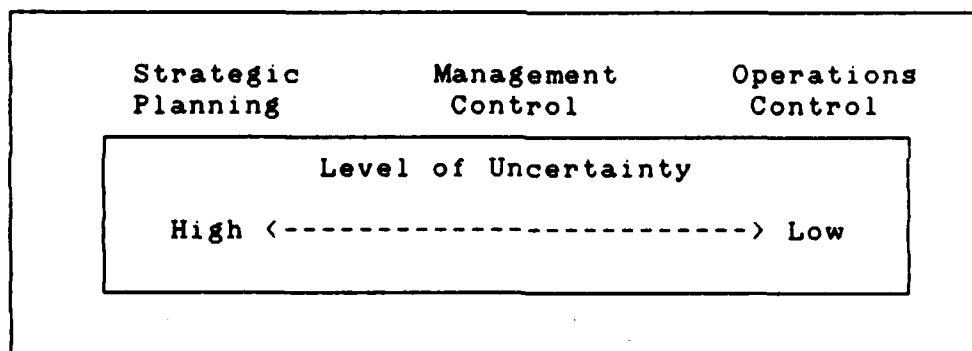 Strategic Management Operations
Planning Control Control
Level of Uncertainty
High <--------------------------> Low